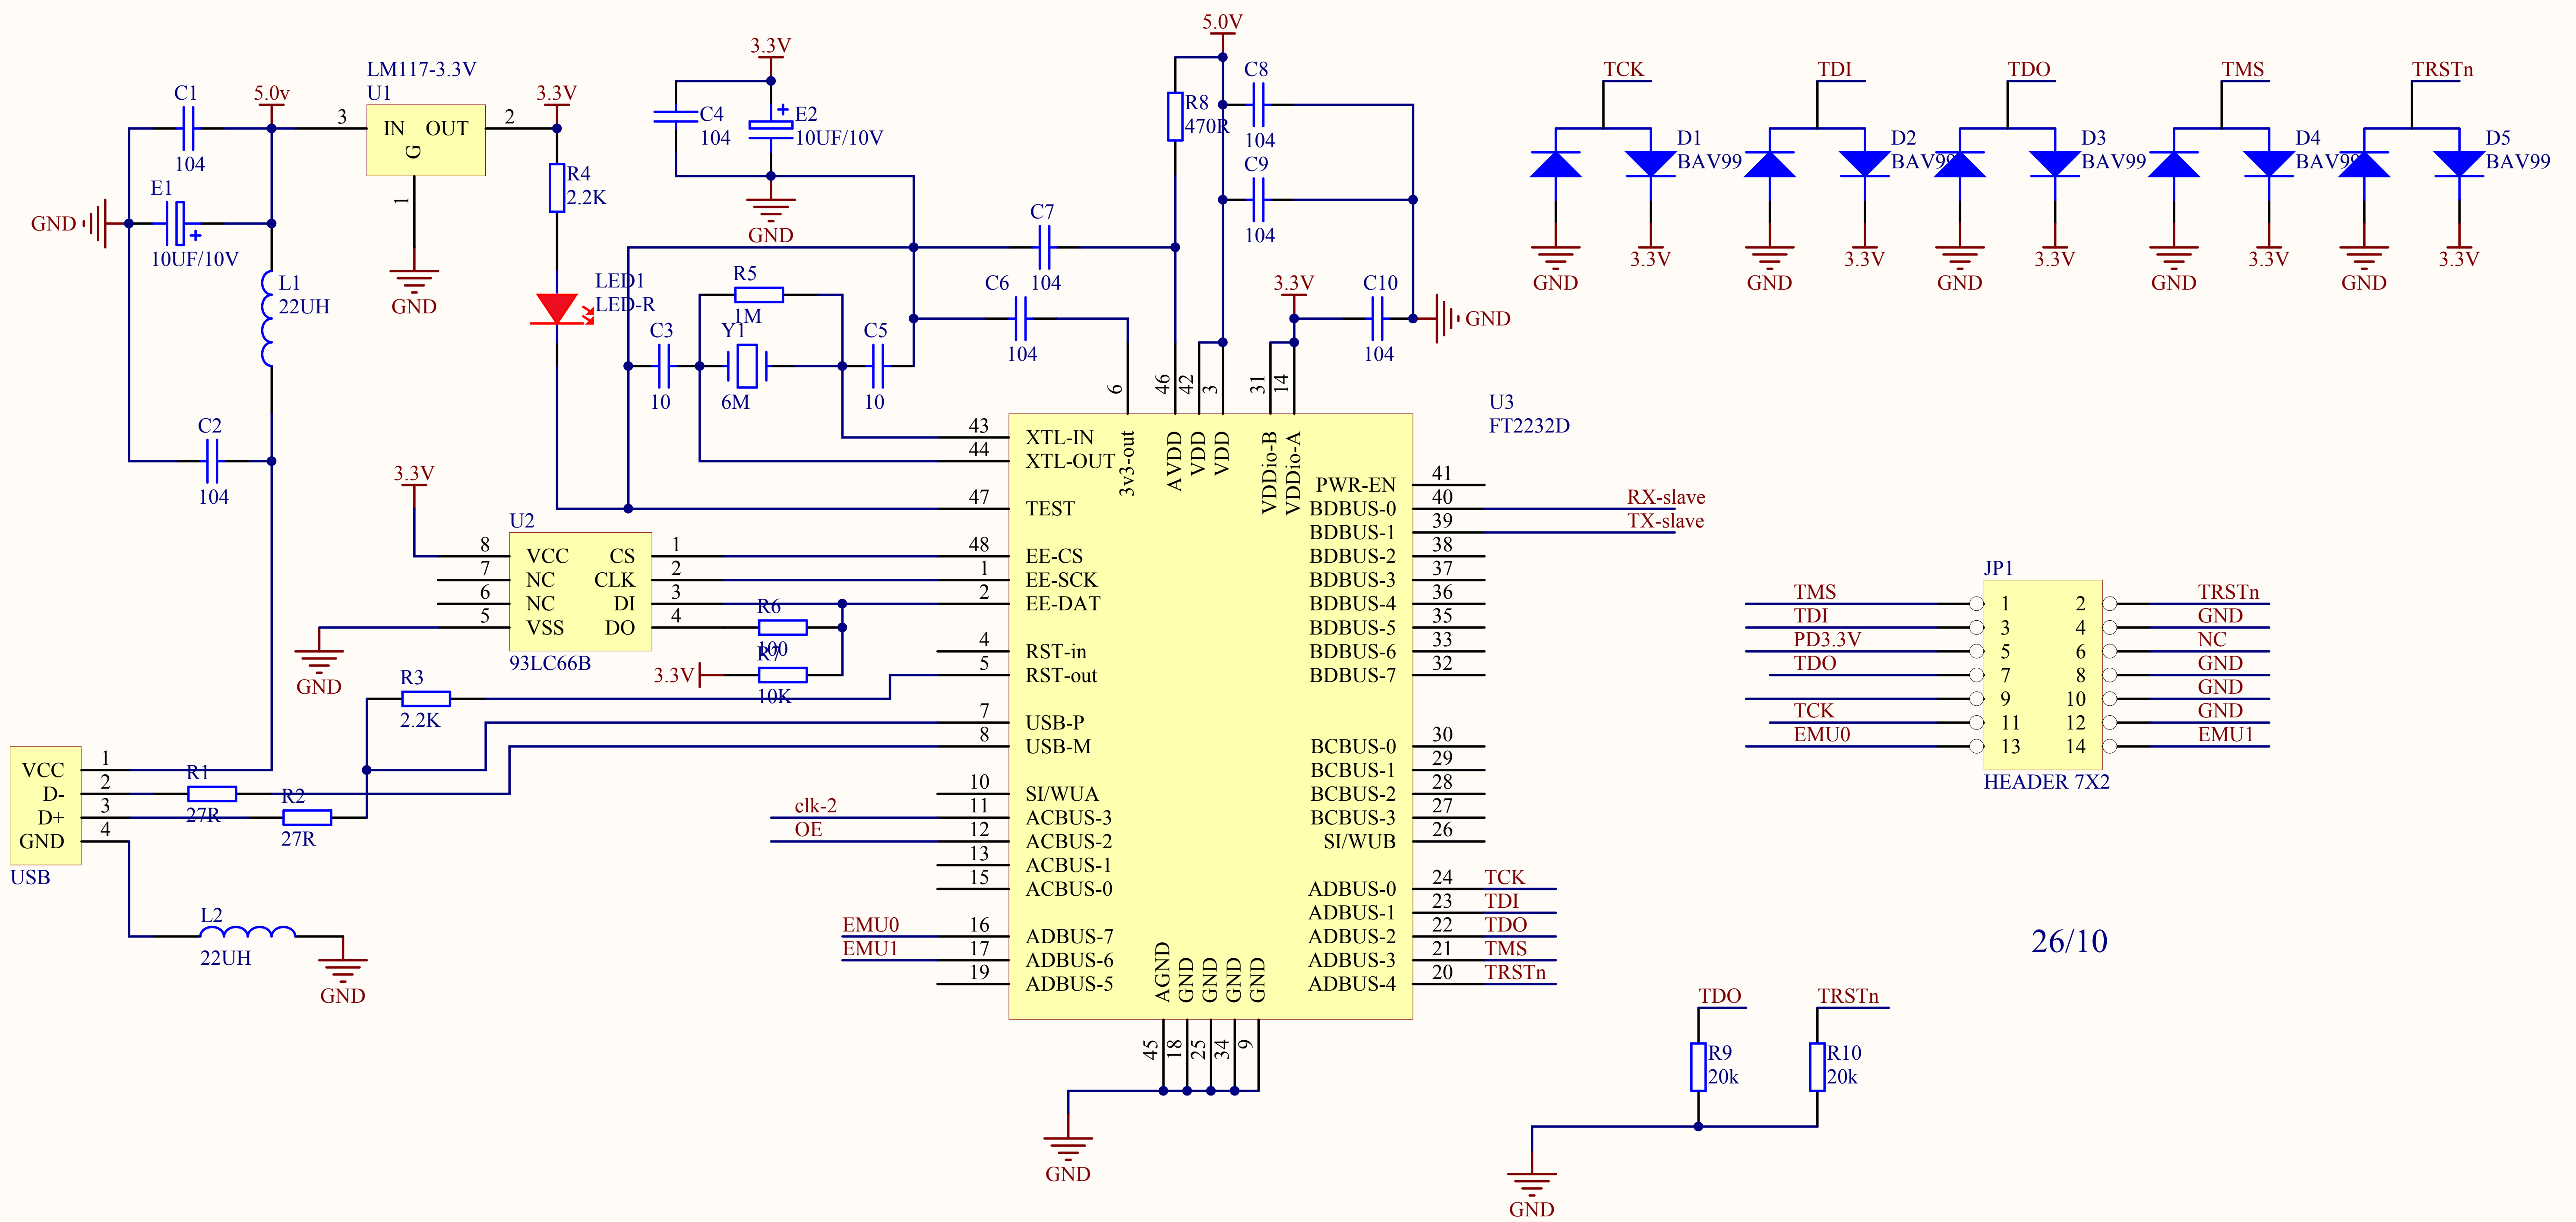 LM117-3.3V
U1
C1
104
5.0v
3
IN
OUT
G
2
1
3.3V
GND
E1
10UF/10V
GND
L1
22UH
C2
104
R4
2.2K
LED1
LED-R
3.3V
C4
104
E2
10UF/10V
GND
R5
1M
Y1
6M
C3
10
C5
10
C7
104
C6
104
5.0V
R8
470R
C8
104
C9
104
3.3V
C10
104
GND
TCK
D1
BAV99
GND
3.3V
TDI
D2
BAV99
GND
3.3V
TDO
D3
BAV99
GND
3.3V
TMS
D4
BAV99
GND
3.3V
TRSTn
D5
BAV99
GND
3.3V
U3
FT2232D
6
46
42
3
31
14
3v3-out
AVDD
VDD
VDD
VDDio-B
VDDio-A
43 XTL-IN
44 XTL-OUT
47 TEST
48 EE-CS
1 EE-SCK
2 EE-DAT
4 RST-in
5 RST-out
7 USB-P
8 USB-M
10 SI/WUA
clk-2 11 ACBUS-3
OE 12 ACBUS-2
13 ACBUS-1
15 ACBUS-0
EMU0 16 ADBUS-7
EMU1 17 ADBUS-6
19 ADBUS-5
PWR-EN 41
BDBUS-0 40 RX-slave
BDBUS-1 39 TX-slave
BDBUS-2 38
BDBUS-3 37
BDBUS-4 36
BDBUS-5 35
BDBUS-6 33
BDBUS-7 32
BCBUS-0 30
BCBUS-1 29
BCBUS-2 28
BCBUS-3 27
SI/WUB 26
ADBUS-0 24 TCK
ADBUS-1 23 TDI
ADBUS-2 22 TDO
ADBUS-3 21 TMS
ADBUS-4 20 TRSTn
AGND
GND
GND
GND
GND
45
18
25
34
9
GND
3.3V
U2
8 VCC CS 1
7 NC CLK 2
6 NC DI 3
5 VSS DO 4
93LC66B
GND
R6
100
R7
10K
3.3V
R3
2.2K
VCC 1
D- 2
D+ 3
GND 4
USB
R1
27R
R2
27R
L2
22UH
GND
JP1
TMS 1 2 TRSTn
TDI 3 4 GND
PD3.3V 5 6 NC
TDO 7 8 GND
9 10 GND
TCK 11 12 GND
EMU0 13 14 EMU1
HEADER 7X2
26/10
TDO
TRSTn
R9
20k
R10
20k
GND